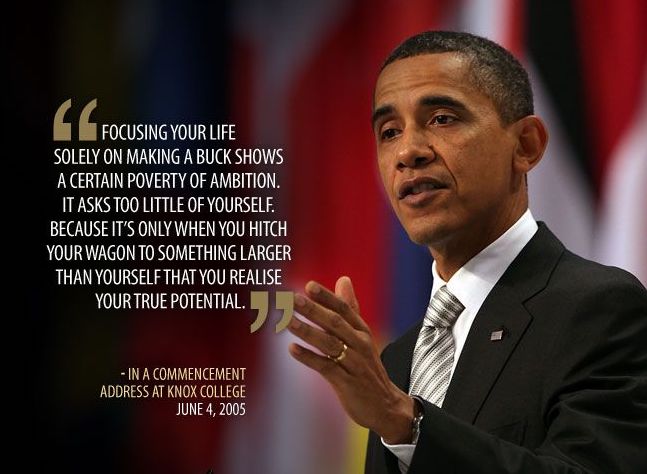 “ FOCUSING YOUR LIFE
SOLELY ON MAKING A BUCK SHOWS
A CERTAIN POVERTY OF AMBITION.
IT ASKS TOO LITTLE OF YOURSELF.
BECAUSE IT'S ONLY WHEN YOU HITCH
YOUR WAGON TO SOMETHING LARGER
THAN YOURSELF THAT YOU REALISE
YOUR TRUE POTENTIAL. ”
- IN A COMMENCEMENT
ADDRESS AT KNOX COLLEGE
JUNE 4, 2005